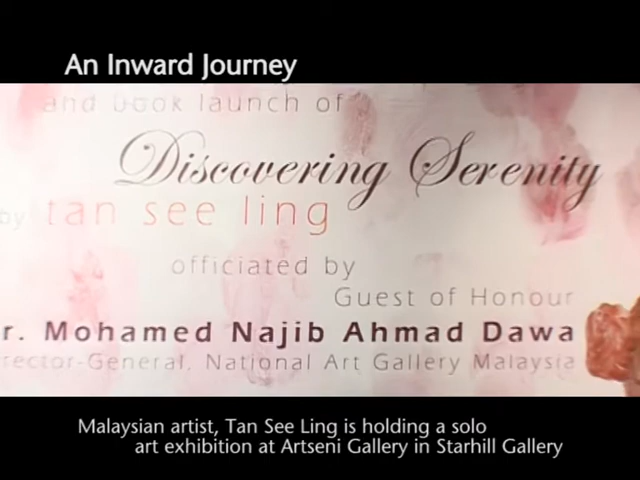 An Inward Journey
and book launch of
Discovering Serenity
by tan see ling
officiated by
Guest of Honour
r. Mohamed Najib Ahmad Dawa
rector-General, National Art Gallery Malaysia
Malaysian artist, Tan See Ling is holding a solo
art exhibition at Artseni Gallery in Starhill Gallery